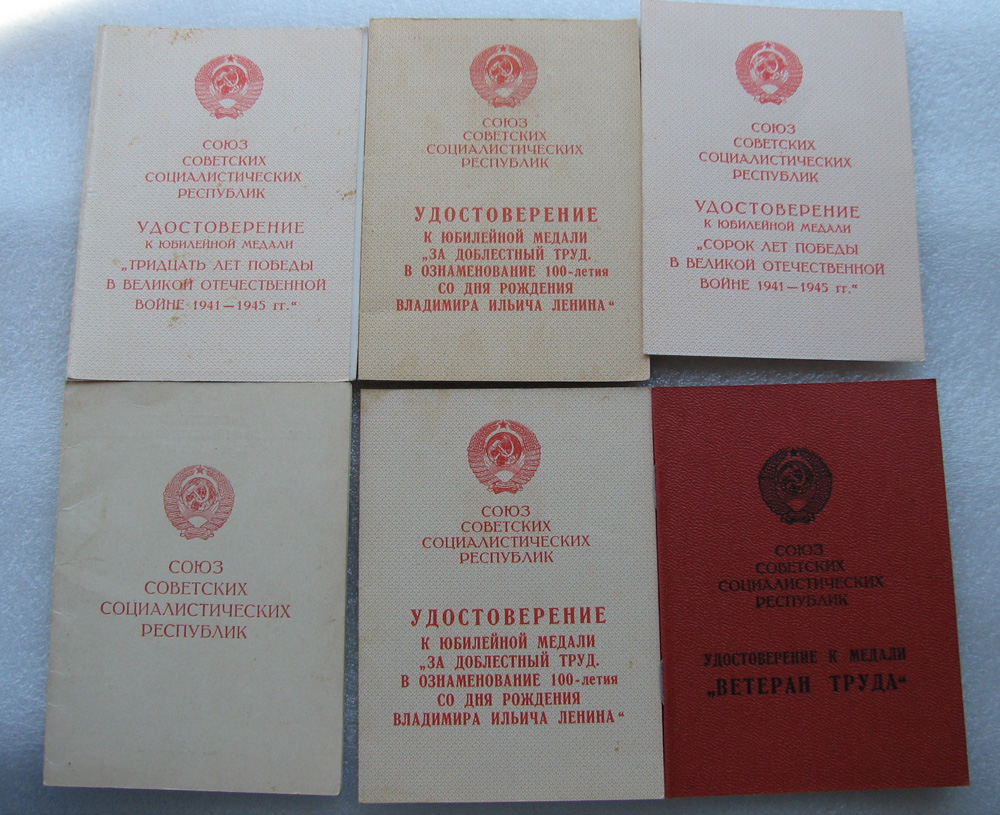 СОЮЗ
СОВЕТСКИХ
СОЦИАЛИСТИЧЕСКИХ
РЕСПУБЛИК
УДОСТОВЕРЕНИЕ
К ЮБИЛЕЙНОЙ МЕДАЛИ
„ТРИДЦАТЬ ЛЕТ ПОБЕДЫ
В ВЕЛИКОЙ ОТЕЧЕСТВЕННОЙ
ВОЙНЕ 1941—1945 гг.“
СОЮЗ
СОВЕТСКИХ
СОЦИАЛИСТИЧЕСКИХ
РЕСПУБЛИК
УДОСТОВЕРЕНИЕ
К ЮБИЛЕЙНОЙ МЕДАЛИ
„ЗА ДОБЛЕСТНЫЙ ТРУД.
В ОЗНАМЕНОВАНИЕ 100-летия
СО ДНЯ РОЖДЕНИЯ
ВЛАДИМИРА ИЛЬИЧА ЛЕНИНА“
СОЮЗ
СОВЕТСКИХ
СОЦИАЛИСТИЧЕСКИХ
РЕСПУБЛИК
УДОСТОВЕРЕНИЕ
К ЮБИЛЕЙНОЙ МЕДАЛИ
„СОРОК ЛЕТ ПОБЕДЫ
В ВЕЛИКОЙ ОТЕЧЕСТВЕННОЙ
ВОЙНЕ 1941—1945 гг.“
СОЮЗ
СОВЕТСКИХ
СОЦИАЛИСТИЧЕСКИХ
РЕСПУБЛИК
СОЮЗ
СОВЕТСКИХ
СОЦИАЛИСТИЧЕСКИХ
РЕСПУБЛИК
УДОСТОВЕРЕНИЕ
К ЮБИЛЕЙНОЙ МЕДАЛИ
„ЗА ДОБЛЕСТНЫЙ ТРУД.
В ОЗНАМЕНОВАНИЕ 100-летия
СО ДНЯ РОЖДЕНИЯ
ВЛАДИМИРА ИЛЬИЧА ЛЕНИНА“
СОЮЗ
СОВЕТСКИХ
СОЦИАЛИСТИЧЕСКИХ
РЕСПУБЛИК
УДОСТОВЕРЕНИЕ К МЕДАЛИ
„ВЕТЕРАН ТРУДА“